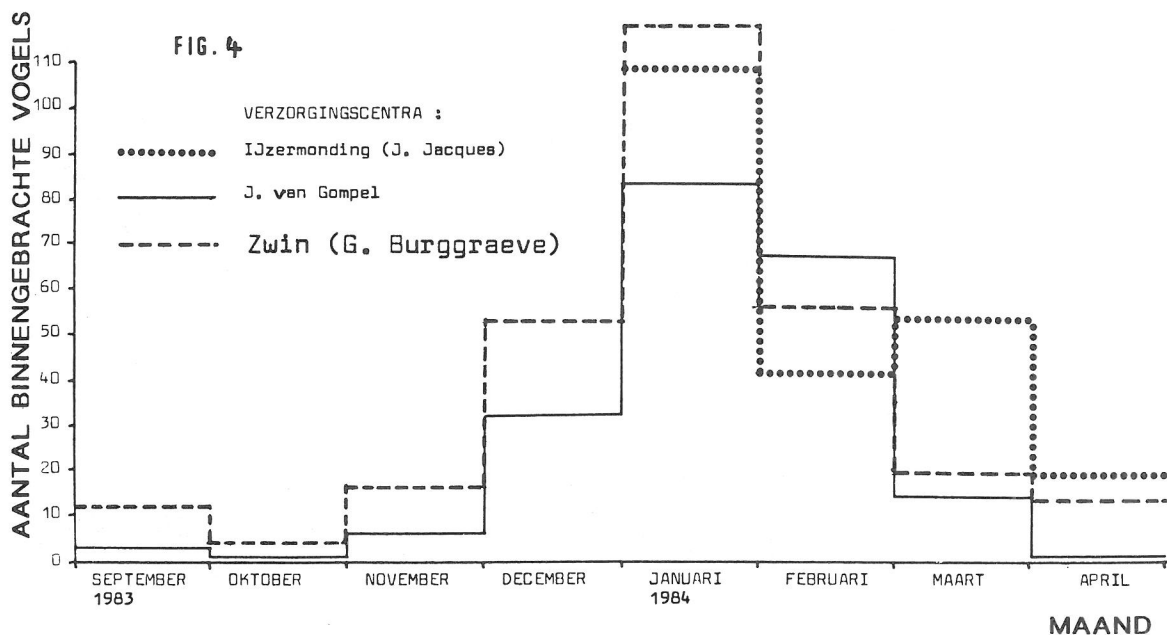 FIG. 4
AANTAL BINNENGEBRACHTE VOGELS
VERZORGINGSCENTRA :
IJzermonding (J. Jacques)
J. van Gompel
Zwin (G. Burggraeve)
110
100
90
80
70
60
50
40
30
20
10
0
SEPTEMBER OKTOBER NOVEMBER DECEMBER JANUARI FEBRUARI MAART APRIL
1983 1984
MAAND